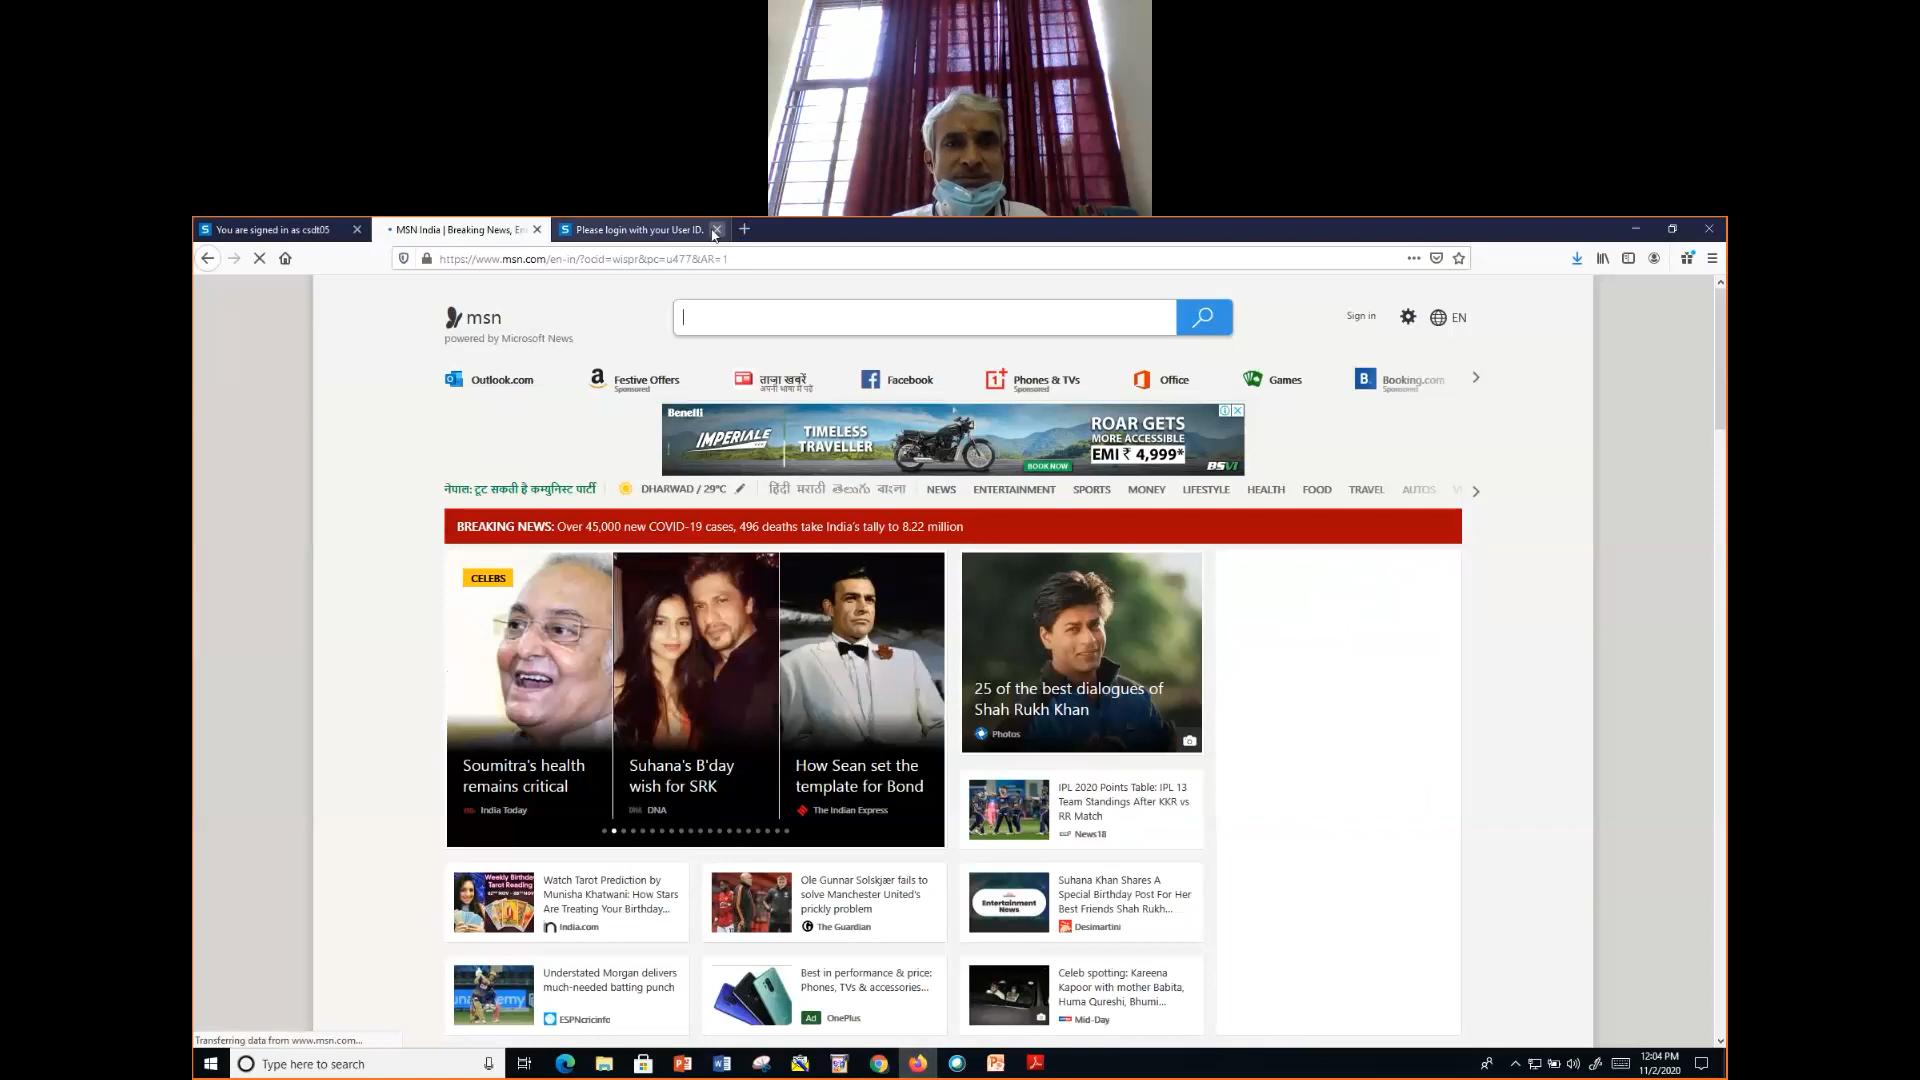 You are signed in as csdt05
MSN India | Breaking News, En
Please login with your User ID.
https://www.msn.com/en-in/?ocid=wispr&pc=u477&AR=1
msn
powered by Microsoft News
Sign in
EN
Outlook.com
Festive Offers
Sponsored
ताज़ा खबरें
अपनी भाषा में पढ़ें
Facebook
Phones & TVs
Sponsored
Office
Games
Booking.com
Sponsored
Benelli
IMPERIALE
TIMELESS
TRAVELLER
ROAR GETS
MORE ACCESSIBLE
EMI ₹ 4,999*
BOOK NOW
BSVI
नेपाल: टूट सकती है कम्युनिस्ट पार्टी
DHARWAD / 29°C
हिंदी मराठी తెలుగు বাংলা
NEWS ENTERTAINMENT SPORTS MONEY LIFESTYLE HEALTH FOOD TRAVEL AUTOS
BREAKING NEWS: Over 45,000 new COVID-19 cases, 496 deaths take India's tally to 8.22 million
CELEBS
Soumitra's health
remains critical
India Today
Suhana's B'day
wish for SRK
DNA
How Sean set the
template for Bond
The Indian Express
25 of the best dialogues of
Shah Rukh Khan
Photos
IPL 2020 Points Table: IPL 13
Team Standings After KKR vs
RR Match
News18
Weekly Birthday
Tarot Reading
Watch Tarot Prediction by
Munisha Khatwani: How Stars
Are Treating Your Birthday...
India.com
Ole Gunnar Solskjær fails to
solve Manchester United's
prickly problem
The Guardian
Entertainment
News
Suhana Khan Shares A
Special Birthday Post For Her
Best Friends Shah Rukh...
Desimartini
Understated Morgan delivers
much-needed batting punch
ESPNcricinfo
Best in performance & price:
Phones, TVs & accessories...
Ad OnePlus
Celeb spotting: Kareena
Kapoor with mother Babita,
Huma Qureshi, Bhumi...
Mid-Day
Transferring data from www.msn.com...
Type here to search
12:04 PM
11/2/2020